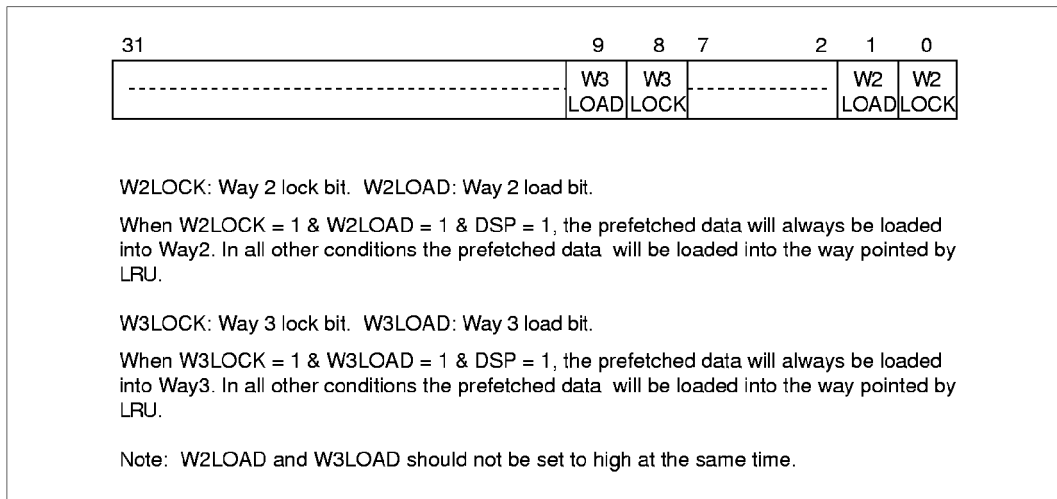 31 9 8 7 2 1 0
W3 W3 W2 W2
LOAD LOCK LOAD LOCK
W2LOCK: Way 2 lock bit. W2LOAD: Way 2 load bit.
When W2LOCK = 1 & W2LOAD = 1 & DSP = 1, the prefetched data will always be loaded
into Way2. In all other conditions the prefetched data will be loaded into the way pointed by
LRU.
W3LOCK: Way 3 lock bit. W3LOAD: Way 3 load bit.
When W3LOCK = 1 & W3LOAD = 1 & DSP = 1, the prefetched data will always be loaded
into Way3. In all other conditions the prefetched data will be loaded into the way pointed by
LRU.
Note: W2LOAD and W3LOAD should not be set to high at the same time.